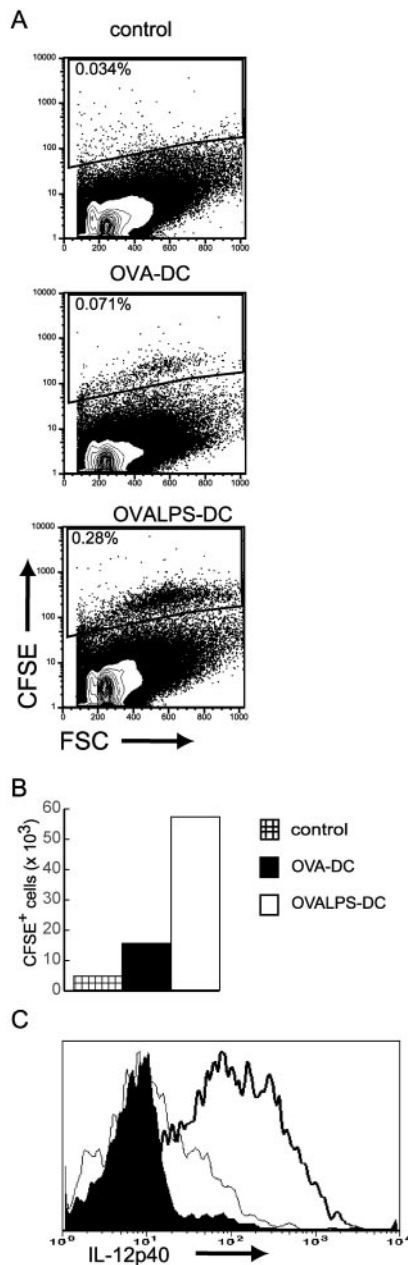 A
control
0.034%
10000
1000
100
10
1
0 200 400 600 800 1000
OVA-DC
0.071%
10000
1000
100
10
1
0 200 400 600 800 1000
OVALPS-DC
0.28%
10000
1000
100
10
1
0 200 400 600 800 1000
CFSE
FSC
B
CFSE+ cells (x 10³)
60
50
40
30
20
10
0
control
OVA-DC
OVALPS-DC
C
10⁰ 10¹ 10² 10³ 10⁴
IL-12p40